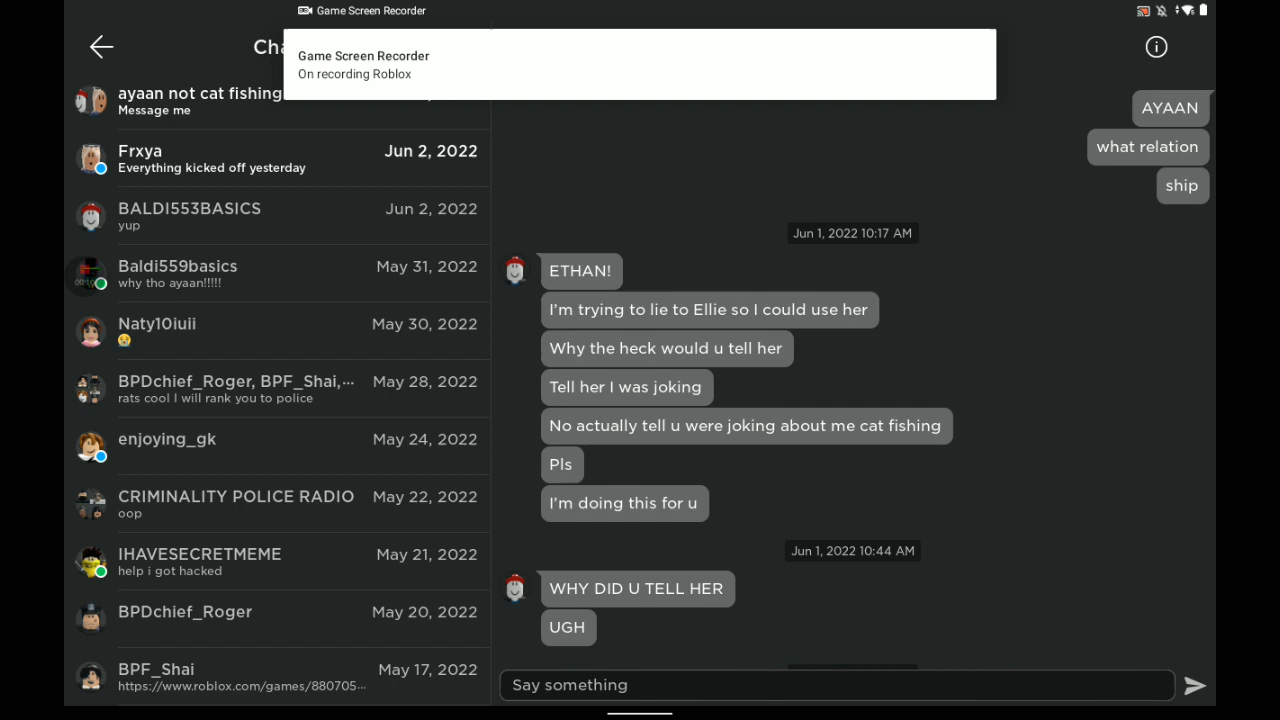 Game Screen Recorder
Cha
Game Screen Recorder
On recording Roblox
ayaan not cat fishing
Message me
Frxya
Jun 2, 2022
Everything kicked off yesterday
BALDI553BASICS
Jun 2, 2022
yup
Baldi559basics
May 31, 2022
why tho ayaan!!!!!
Naty10iuii
May 30, 2022
😭
BPDchief_Roger, BPF_Shai,...
May 28, 2022
rats cool I will rank you to police
enjoying_gk
May 24, 2022
CRIMINALITY POLICE RADIO
May 22, 2022
oop
IHAVESECRETMEME
May 21, 2022
help i got hacked
BPDchief_Roger
May 20, 2022
BPF_Shai
May 17, 2022
https://www.roblox.com/games/880705...
AYAAN
what relation
ship
Jun 1, 2022 10:17 AM
ETHAN!
I'm trying to lie to Ellie so I could use her
Why the heck would u tell her
Tell her I was joking
No actually tell u were joking about me cat fishing
Pls
I'm doing this for u
Jun 1, 2022 10:44 AM
WHY DID U TELL HER
UGH
Say something